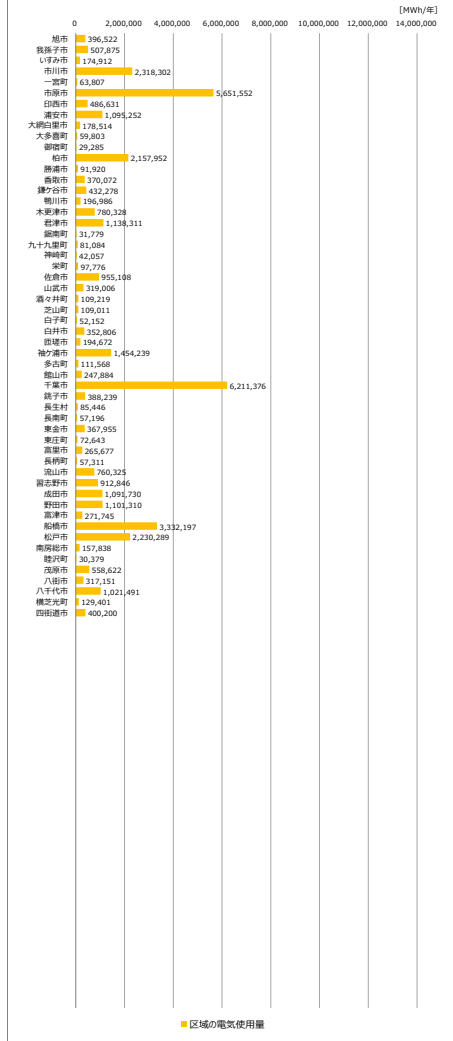 [MWh/年]
0 2,000,000 4,000,000 6,000,000 8,000,000 10,000,000 12,000,000 14,000,000
旭市 396,522
我孫子市 507,875
いすみ市 174,912
市川市 2,318,302
一宮町 63,807
市原市 5,651,552
印西市 486,631
浦安市 1,095,252
大網白里市 178,514
大多喜町 59,803
御宿町 29,285
柏市 2,157,952
勝浦市 91,920
香取市 370,072
鎌ケ谷市 432,278
鴨川市 196,986
木更津市 780,328
君津市 1,138,311
鋸南町 31,779
九十九里町 81,084
神崎町 42,057
栄町 97,776
佐倉市 955,108
山武市 319,006
酒々井町 109,219
芝山町 109,011
白子町 52,152
白井市 352,806
匝瑳市 194,672
袖ケ浦市 1,454,239
多古町 111,568
館山市 247,884
千葉市 6,211,376
銚子市 388,239
長生村 85,446
長南町 57,196
東金市 367,955
東庄町 72,643
富里市 265,677
長柄町 57,311
流山市 760,325
習志野市 912,846
成田市 1,091,730
野田市 1,101,310
富津市 271,745
船橋市 3,332,197
松戸市 2,230,289
南房総市 157,838
睦沢町 30,379
茂原市 558,622
八街市 317,151
八千代市 1,021,491
横芝光町 129,401
四街道市 400,200
区域の電気使用量